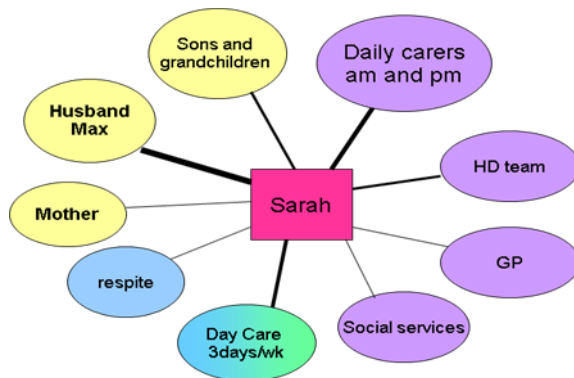 Sons and
grandchildren
Daily carers
am and pm
Husband
Max
HD team
Sarah
Mother
GP
respite
Social services
Day Care
3days/wk